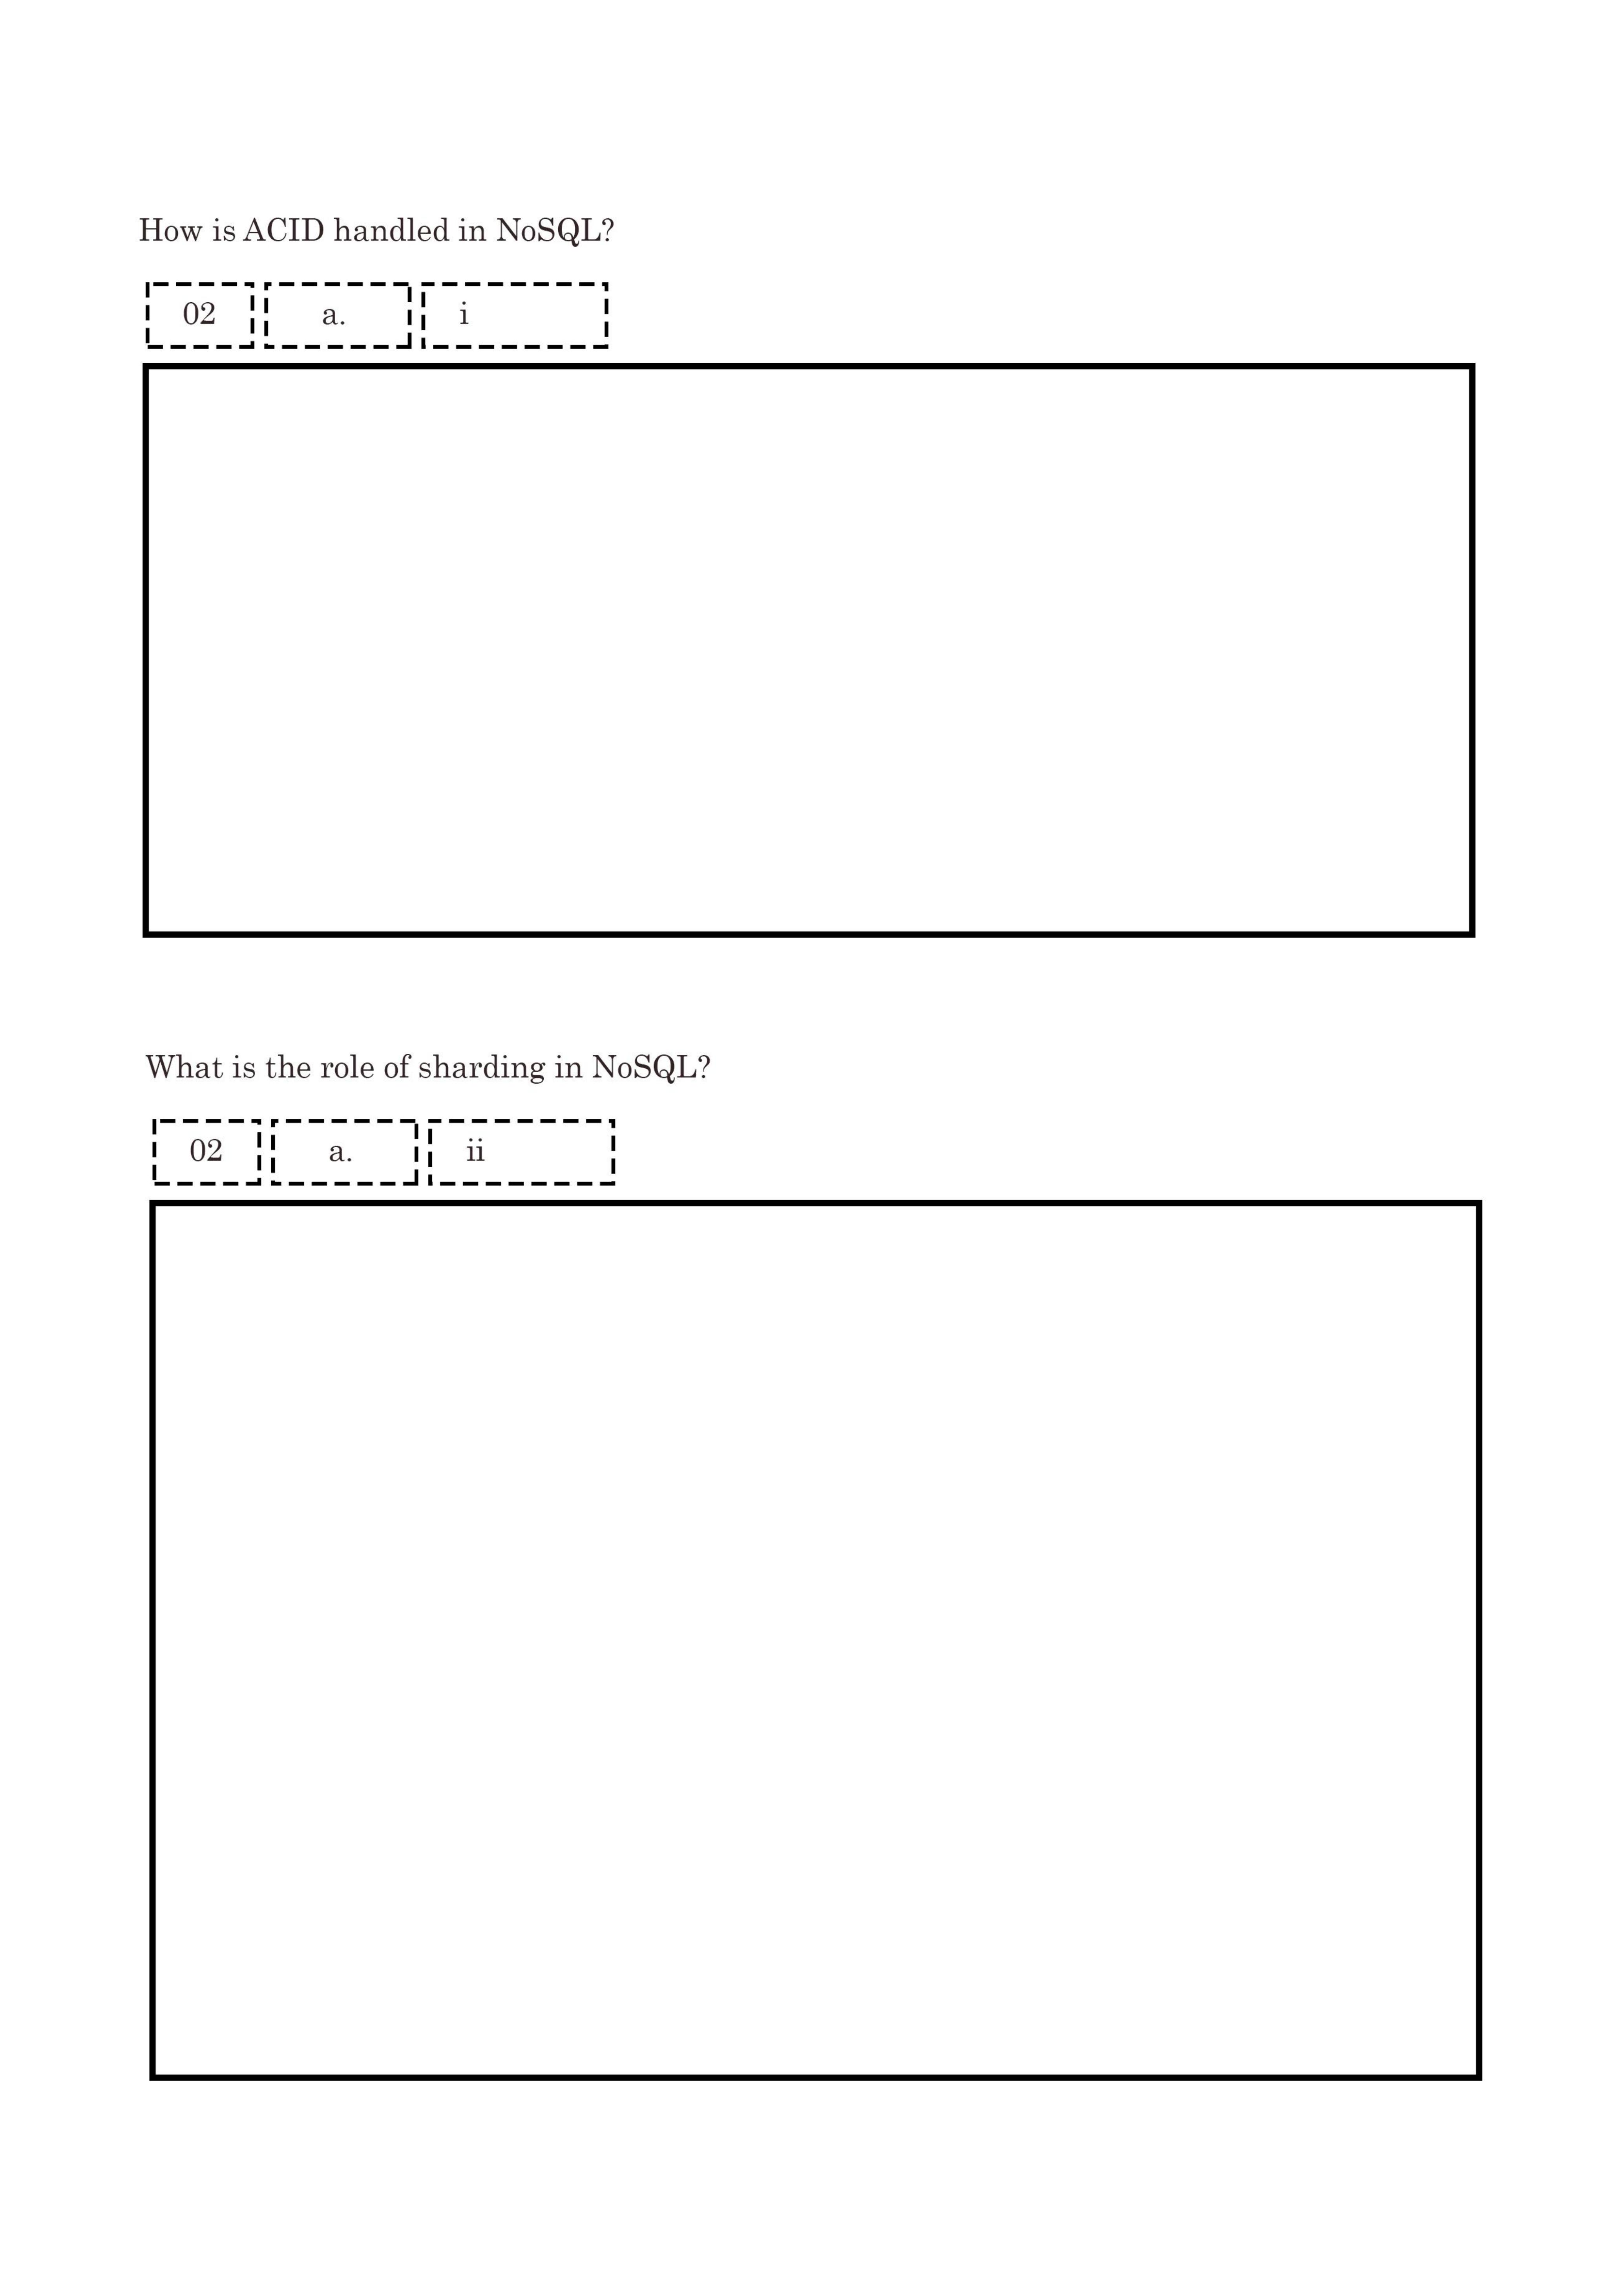 How is ACID handled in NoSQL?
02 a. i
What is the role of sharding in NoSQL?
02 a. ii